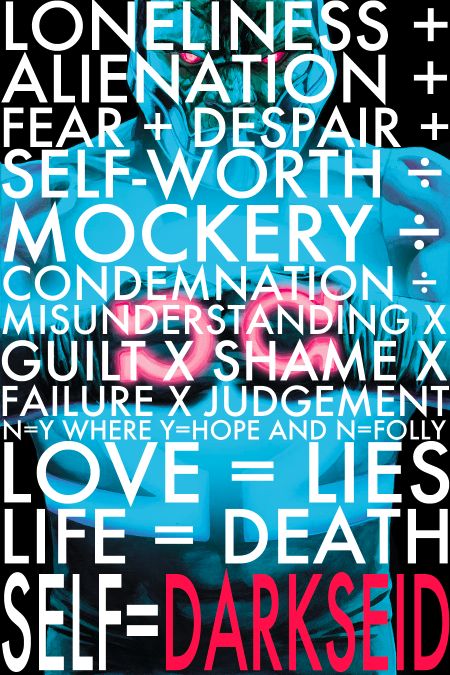 LONELINESS +
ALIENATION +
FEAR + DESPAIR +
SELF-WORTH ÷
MOCKERY ÷
CONDEMNATION ÷
MISUNDERSTANDING X
GUILT X SHAME X
FAILURE X JUDGEMENT
N=Y WHERE Y=HOPE AND N=FOLLY
LOVE = LIES
LIFE = DEATH
SELF=DARKSEID